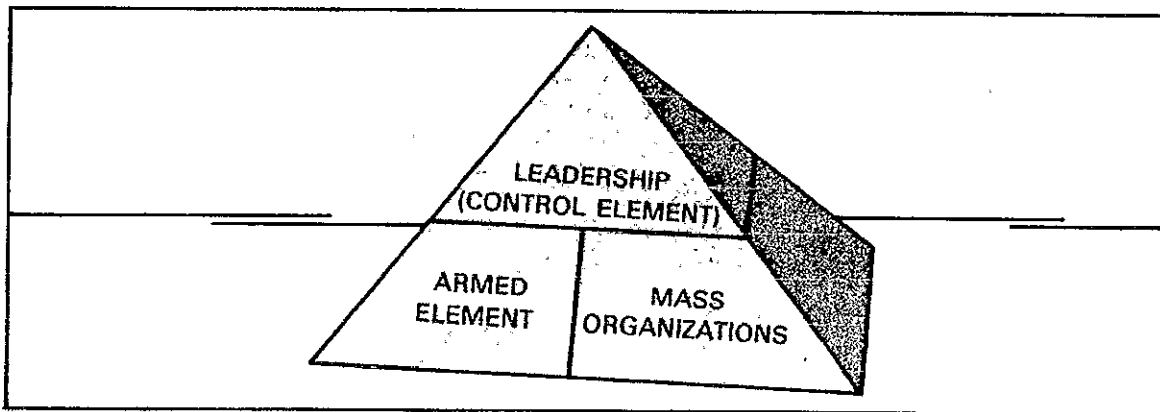 LEADERSHIP
(CONTROL ELEMENT)
ARMED
ELEMENT
MASS
ORGANIZATIONS